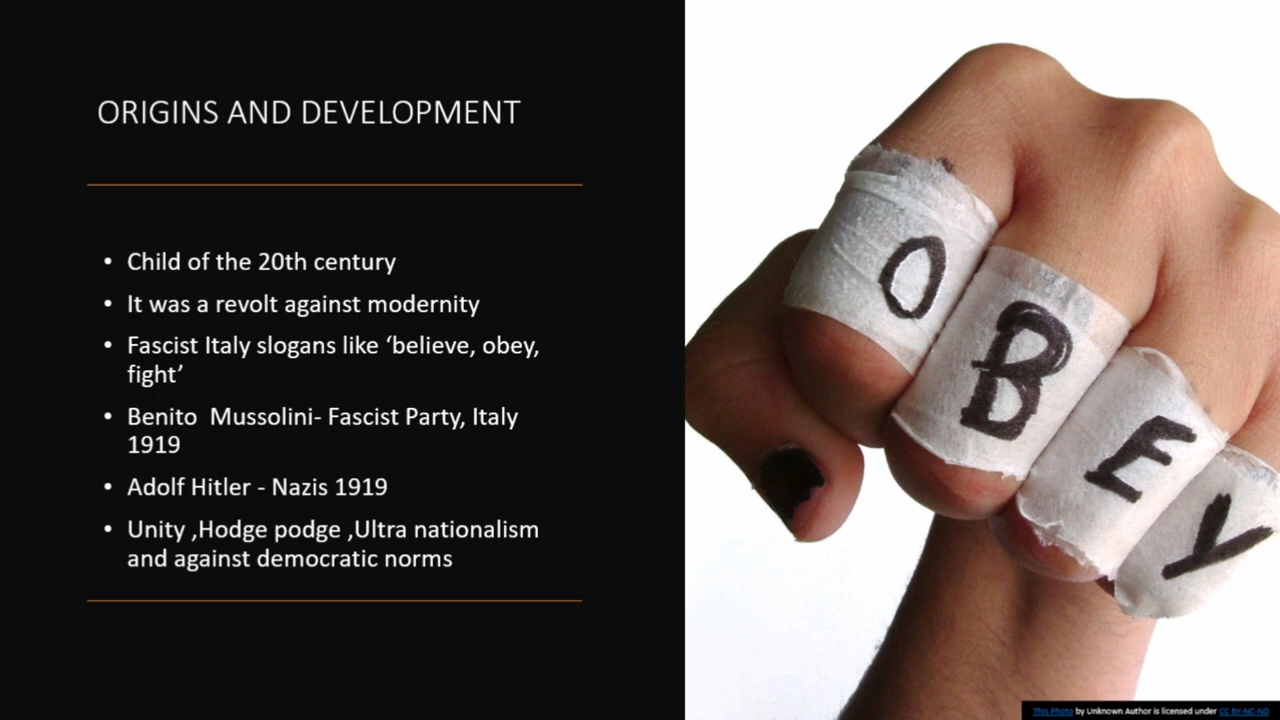 ORIGINS AND DEVELOPMENT
• Child of the 20th century
• It was a revolt against modernity
• Fascist Italy slogans like ‘believe, obey,
fight’
• Benito  Mussolini- Fascist Party, Italy
1919
• Adolf Hitler - Nazis 1919
• Unity ,Hodge podge ,Ultra nationalism
and against democratic norms
O
B
E
Y
This Photo by Unknown Author is licensed under CC BY-NC-ND